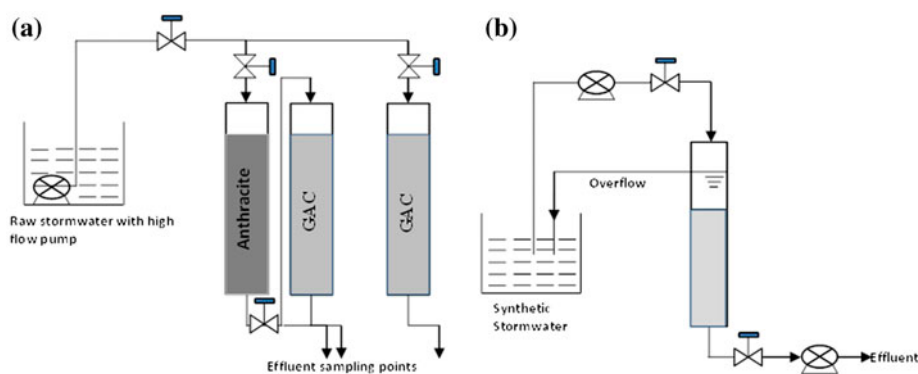 (a)
Raw stormwater with high
flow pump
Anthracite
GAC
GAC
Effluent sampling points
(b)
Overflow
Synthetic
Stormwater
Effluent